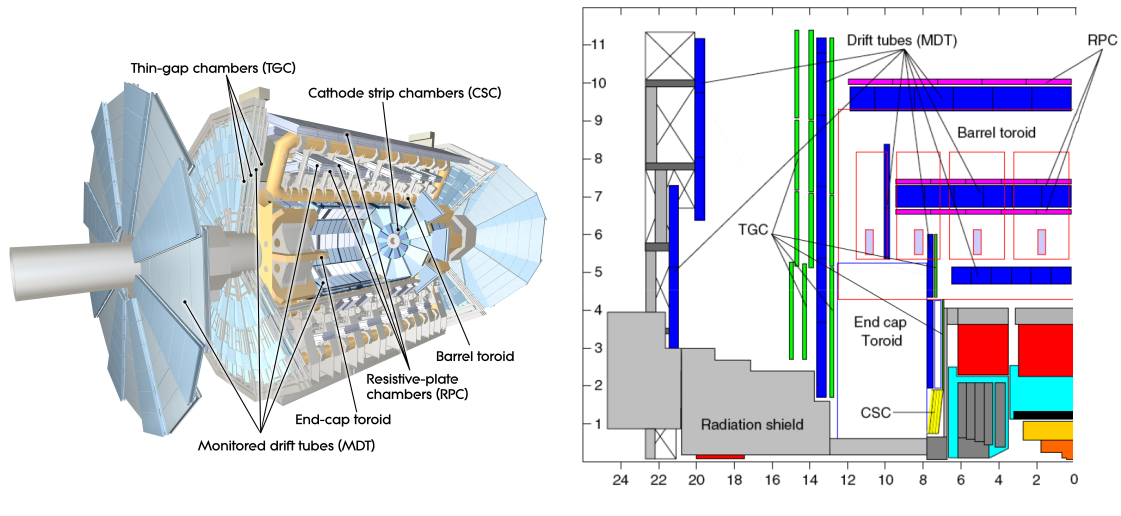 Thin-gap chambers (TGC)
Cathode strip chambers (CSC)
Barrel toroid
Resistive-plate
chambers (RPC)
End-cap toroid
Monitored drift tubes (MDT)
Drift tubes (MDT)
RPC
Barrel toroid
TGC
End cap
Toroid
CSC
Radiation shield
11
10
9
8
7
6
5
4
3
2
1
24 22 20 18 16 14 12 10 8 6 4 2 0